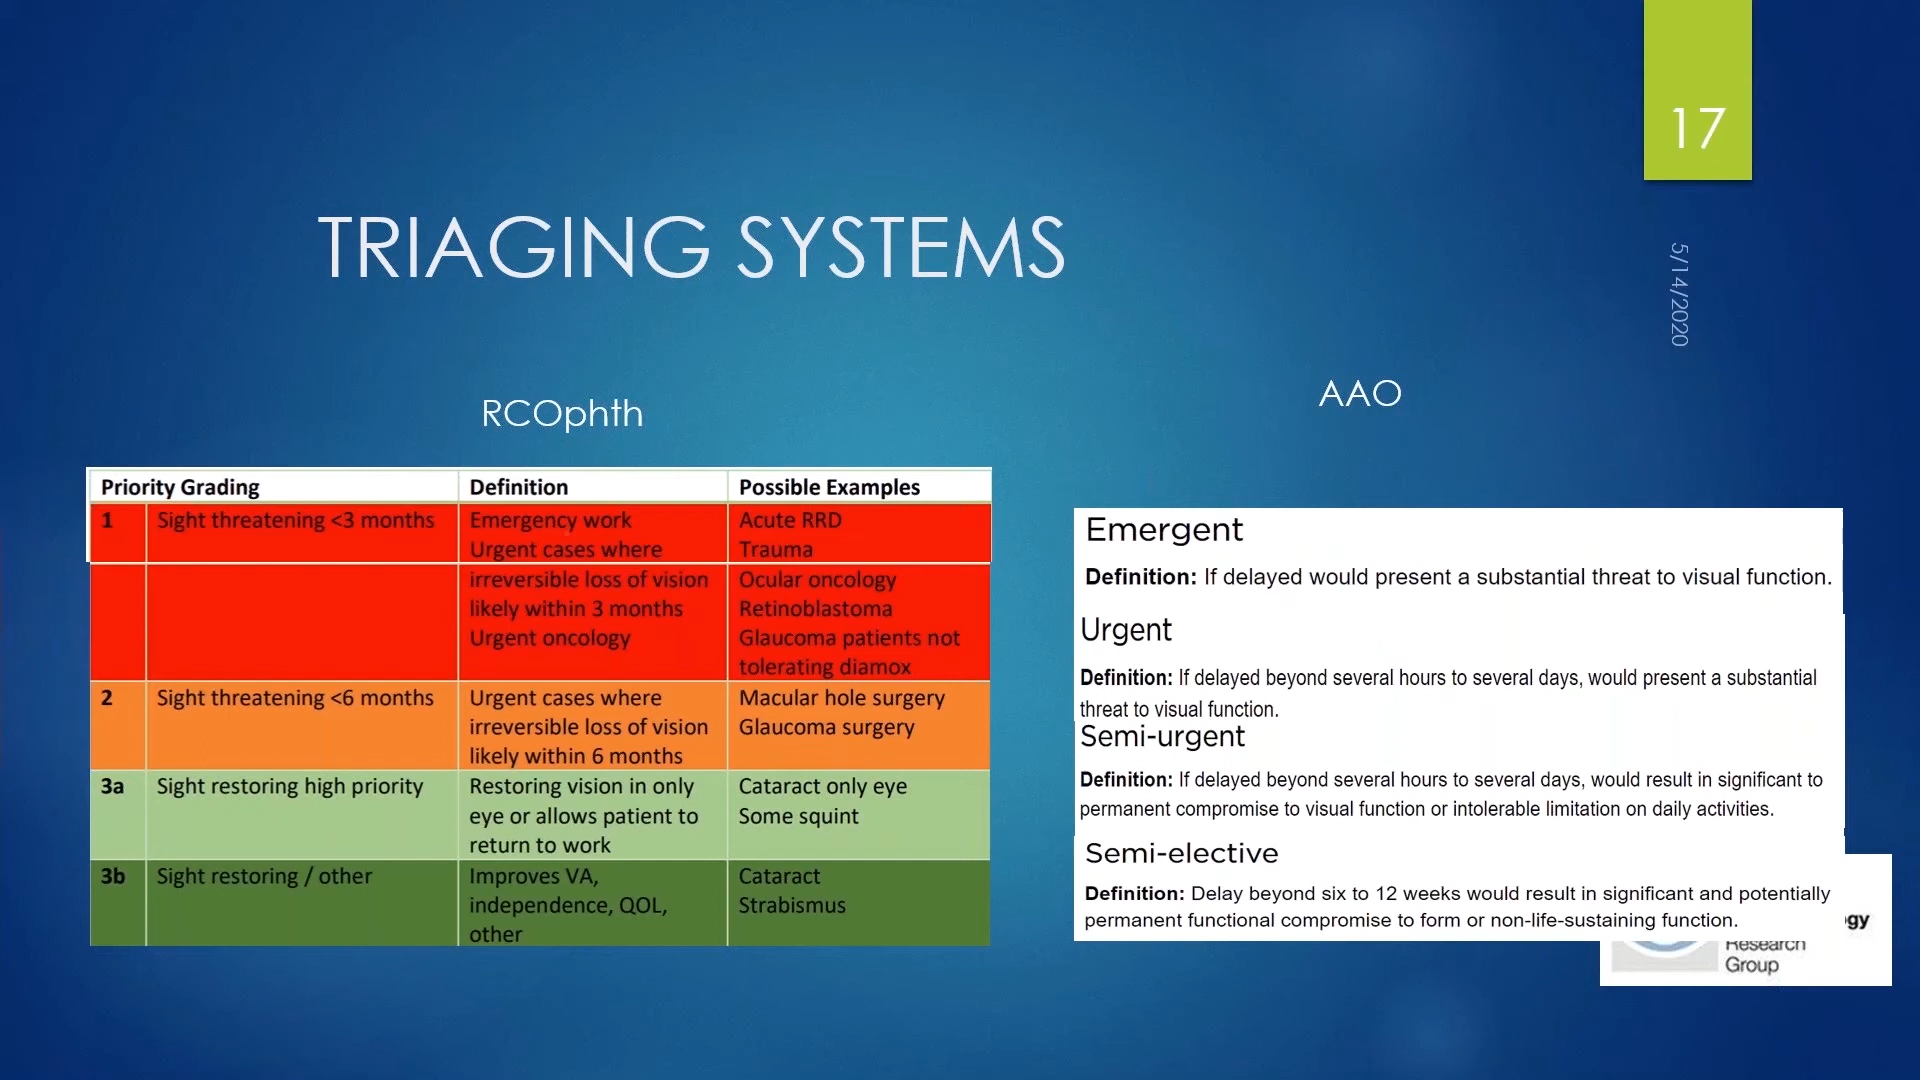 17
5/14/2020
TRIAGING SYSTEMS
RCOphth
Priority Grading Definition Possible Examples
1 Sight threatening <3 months Emergency work Acute RRD
Urgent cases where Trauma
irreversible loss of vision Ocular oncology
likely within 3 months Retinoblastoma
Urgent oncology Glaucoma patients not
tolerating diamox
2 Sight threatening <6 months Urgent cases where Macular hole surgery
irreversible loss of vision Glaucoma surgery
likely within 6 months
3a Sight restoring high priority Restoring vision in only Cataract only eye
eye or allows patient to Some squint
return to work
3b Sight restoring / other Improves VA, Cataract
independence, QOL, Strabismus
other
AAO
Emergent
Definition: If delayed would present a substantial threat to visual function.
Urgent
Definition: If delayed beyond several hours to several days, would present a substantial
threat to visual function.
Semi-urgent
Definition: If delayed beyond several hours to several days, would result in significant to
permanent compromise to visual function or intolerable limitation on daily activities.
Semi-elective
Definition: Delay beyond six to 12 weeks would result in significant and potentially
permanent functional compromise to form or non-life-sustaining function.
Research
Group